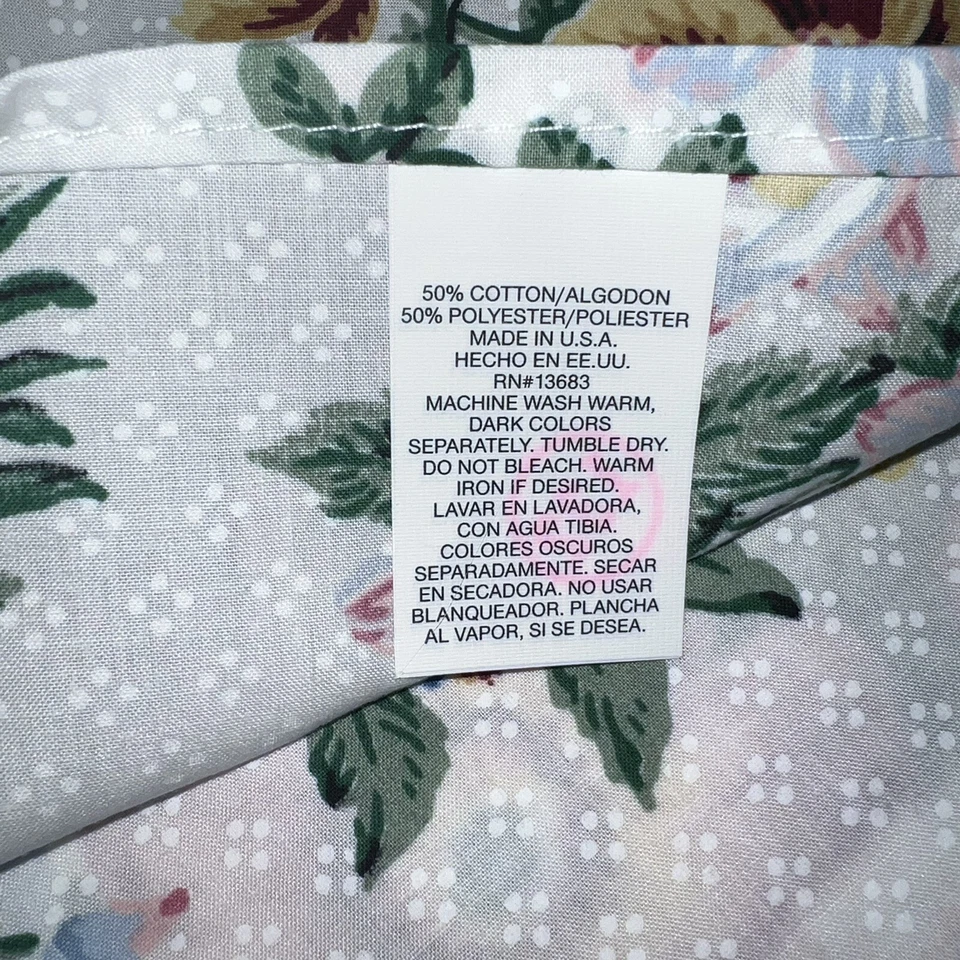 50% COTTON/ALGODON
50% POLYESTER/POLIESTER
MADE IN U.S.A.
HECHO EN EE.UU.
RN#13683
MACHINE WASH WARM,
DARK COLORS
SEPARATELY. TUMBLE DRY.
DO NOT BLEACH. WARM
IRON IF DESIRED.
LAVAR EN LAVADORA,
CON AGUA TIBIA.
COLORES OSCUROS
SEPARADAMENTE. SECAR
EN SECADORA. NO USAR
BLANQUEADOR. PLANCHA
AL VAPOR, SI SE DESEA.